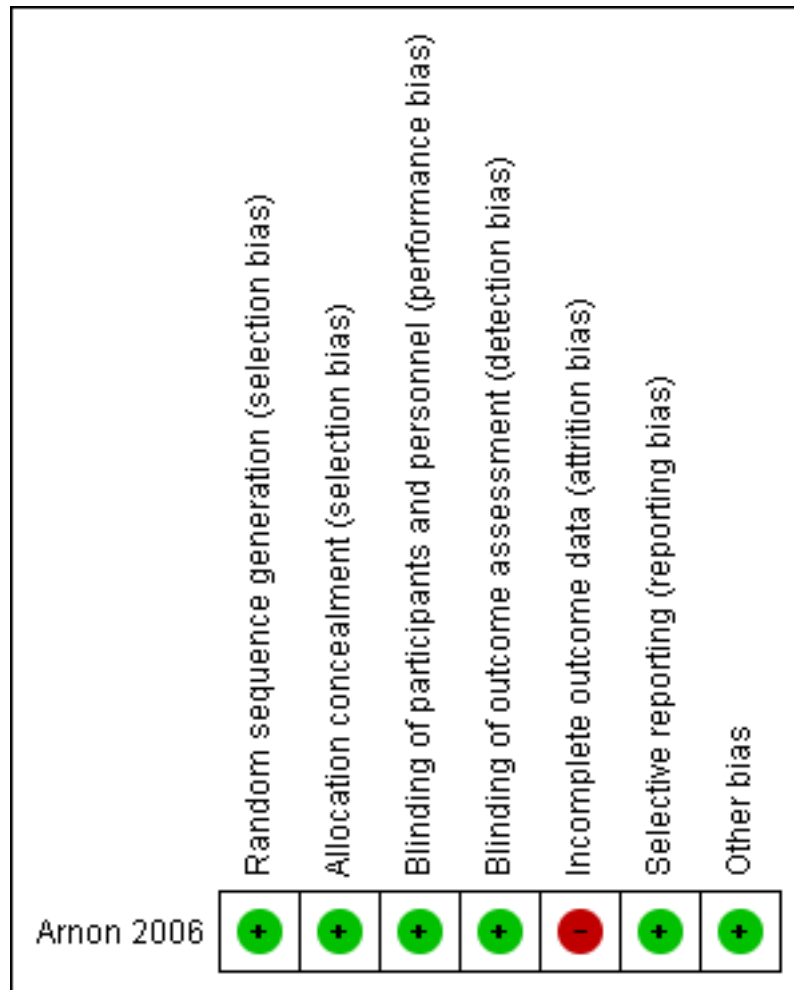 Random sequence generation (selection bias)
Allocation concealment (selection bias)
Blinding of participants and personnel (performance bias)
Blinding of outcome assessment (detection bias)
Incomplete outcome data (attrition bias)
Selective reporting (reporting bias)
Other bias
Arnon 2006 + + + + - + +